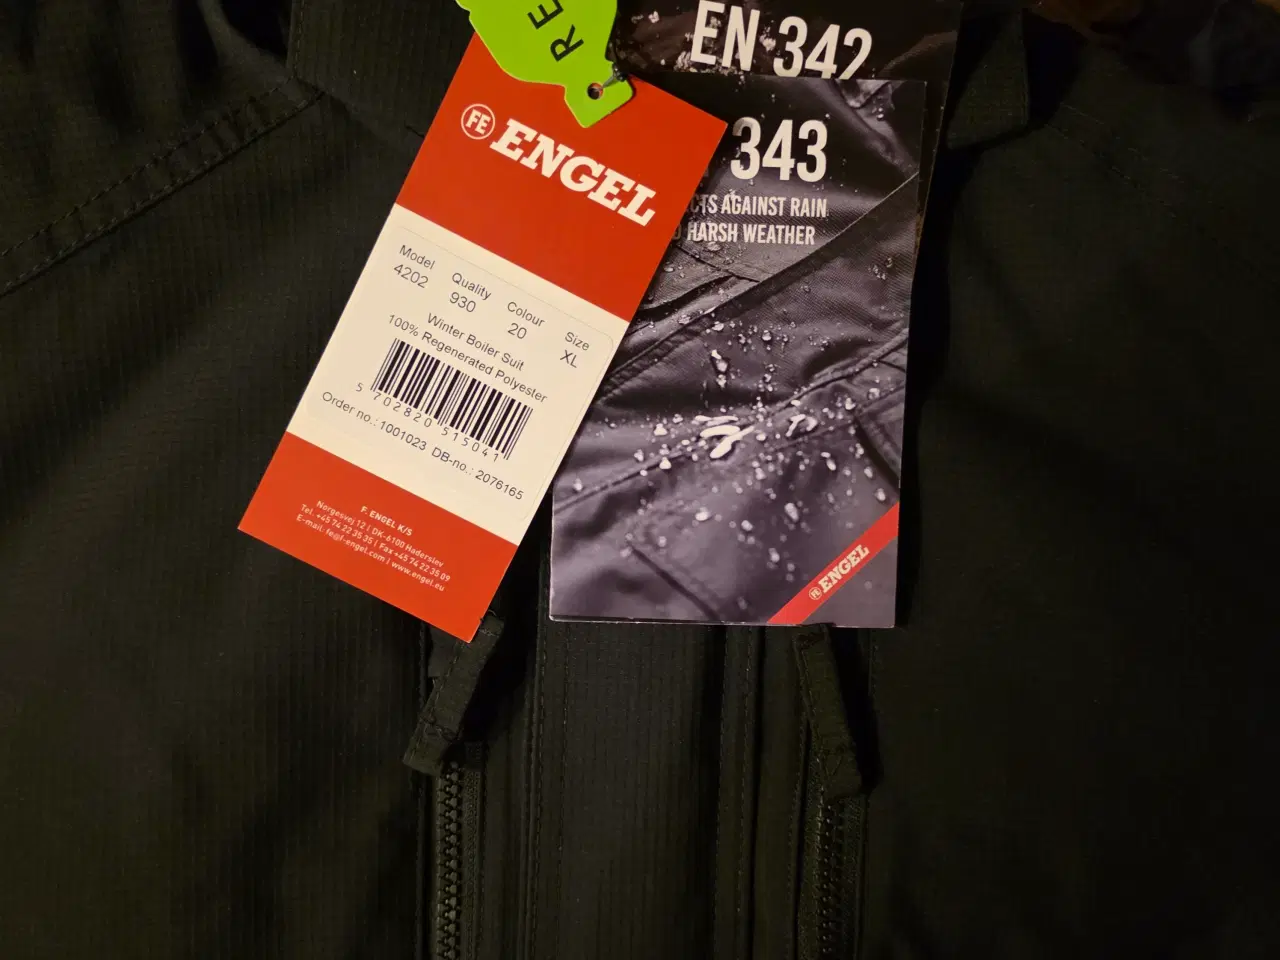 RE
EN 342
343
AGAINST RAIN
HARSH WEATHER
FE ENGEL
Model Quality Colour Size
4202 930 20 XL
Winter Boiler Suit
100% Regenerated Polyester
5 702820 515041
Order no.: 1001023 DB-no.: 2076165
F. ENGEL K/S
Norgesvej 12 | DK-6100 Haderslev
Tel. +45 74 22 35 35 | Fax +45 74 22 35 09
E-mail: fe@f-engel.com | www.engel.eu
FE ENGEL